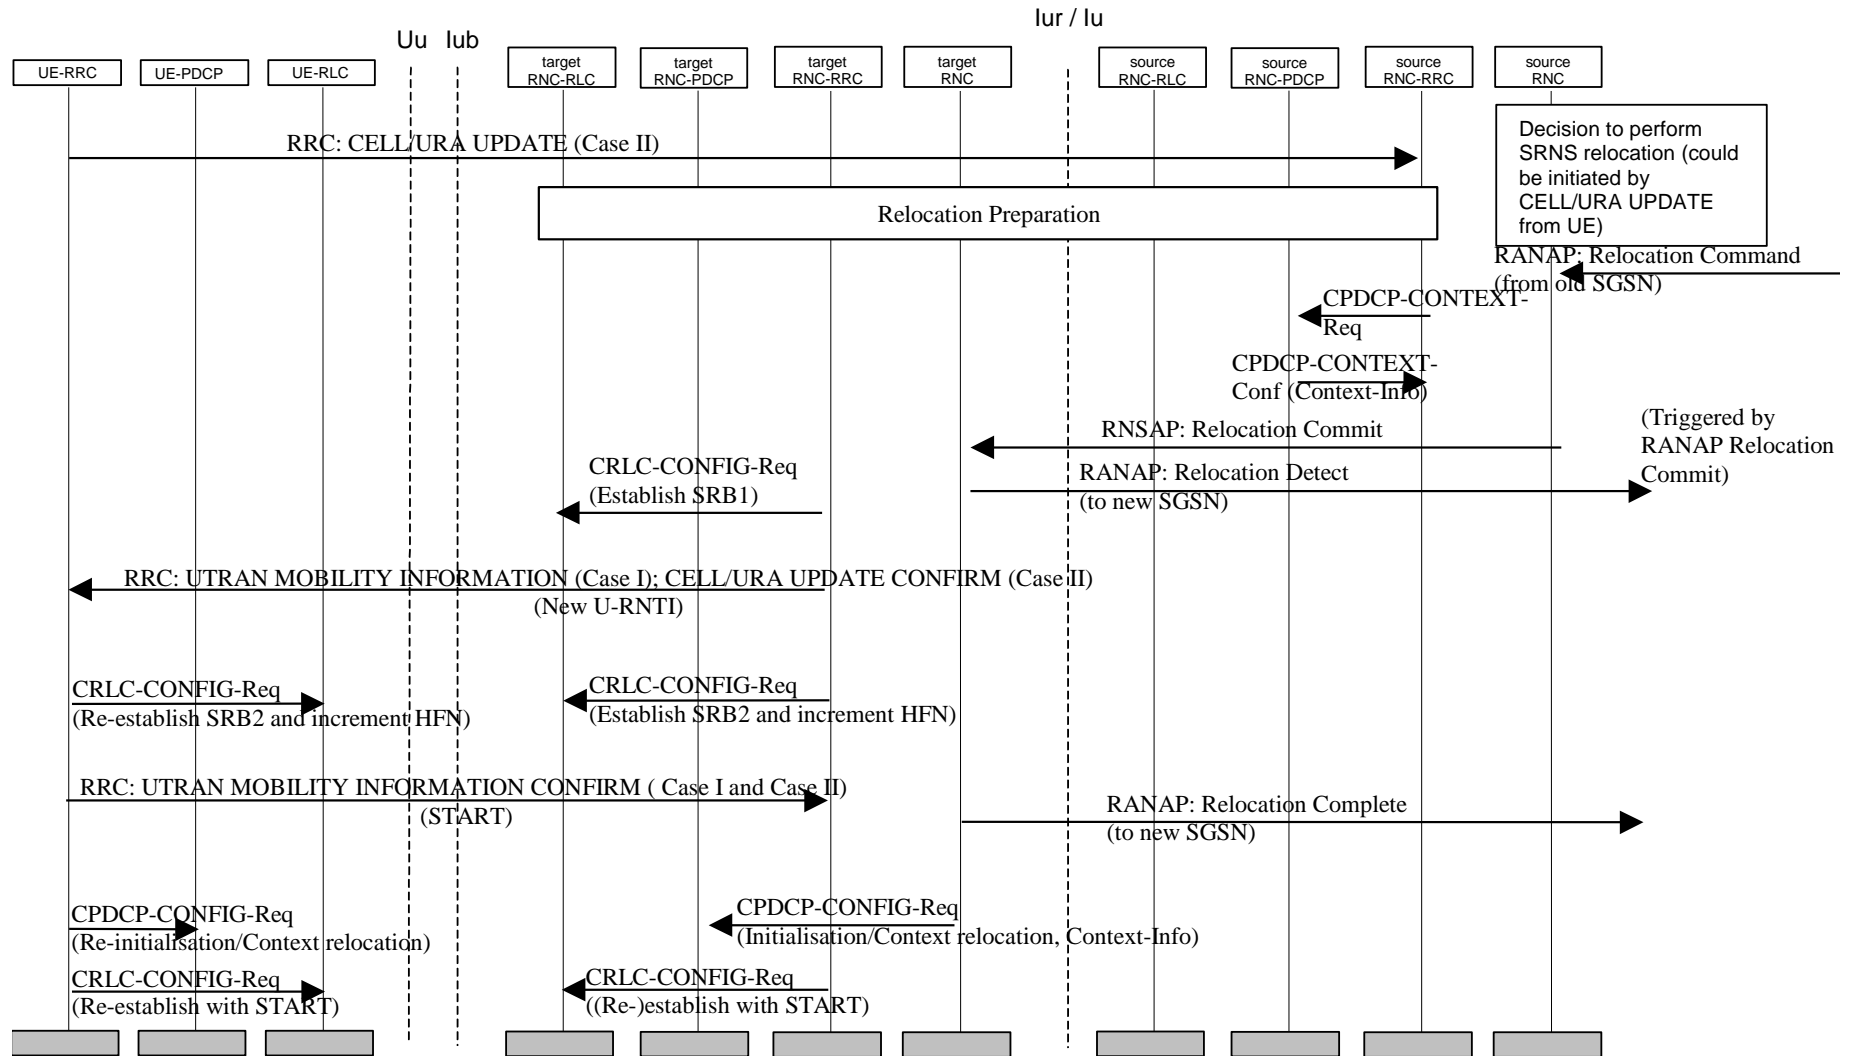 Iur / Iu
Uu
Iub
UE-RRC
UE-PDCP
UE-RLC
target
RNC-RLC
target
RNC-PDCP
target
RNC-RRC
target
RNC
source
RNC-RLC
source
RNC-PDCP
source
RNC-RRC
source
RNC
Decision to perform
SRNS relocation (could
be initiated by
CELL/URA UPDATE
from UE)
RRC: CELL/URA UPDATE (Case II)
Relocation Preparation
RANAP: Relocation Command
(from old SGSN)
CPDCP-CONTEXT-
Req
CPDCP-CONTEXT-
Conf (Context-Info)
RNSAP: Relocation Commit
(Triggered by
RANAP Relocation
Commit)
CRLC-CONFIG-Req
(Establish SRB1)
RANAP: Relocation Detect
(to new SGSN)
RRC: UTRAN MOBILITY INFORMATION (Case I); CELL/URA UPDATE CONFIRM (Case II)
(New U-RNTI)
CRLC-CONFIG-Req
(Re-establish SRB2 and increment HFN)
CRLC-CONFIG-Req
(Establish SRB2 and increment HFN)
RRC: UTRAN MOBILITY INFORMATION CONFIRM ( Case I and Case II)
(START)
RANAP: Relocation Complete
(to new SGSN)
CPDCP-CONFIG-Req
(Re-initialisation/Context relocation)
CPDCP-CONFIG-Req
(Initialisation/Context relocation, Context-Info)
CRLC-CONFIG-Req
(Re-establish with START)
CRLC-CONFIG-Req
((Re-)establish with START)